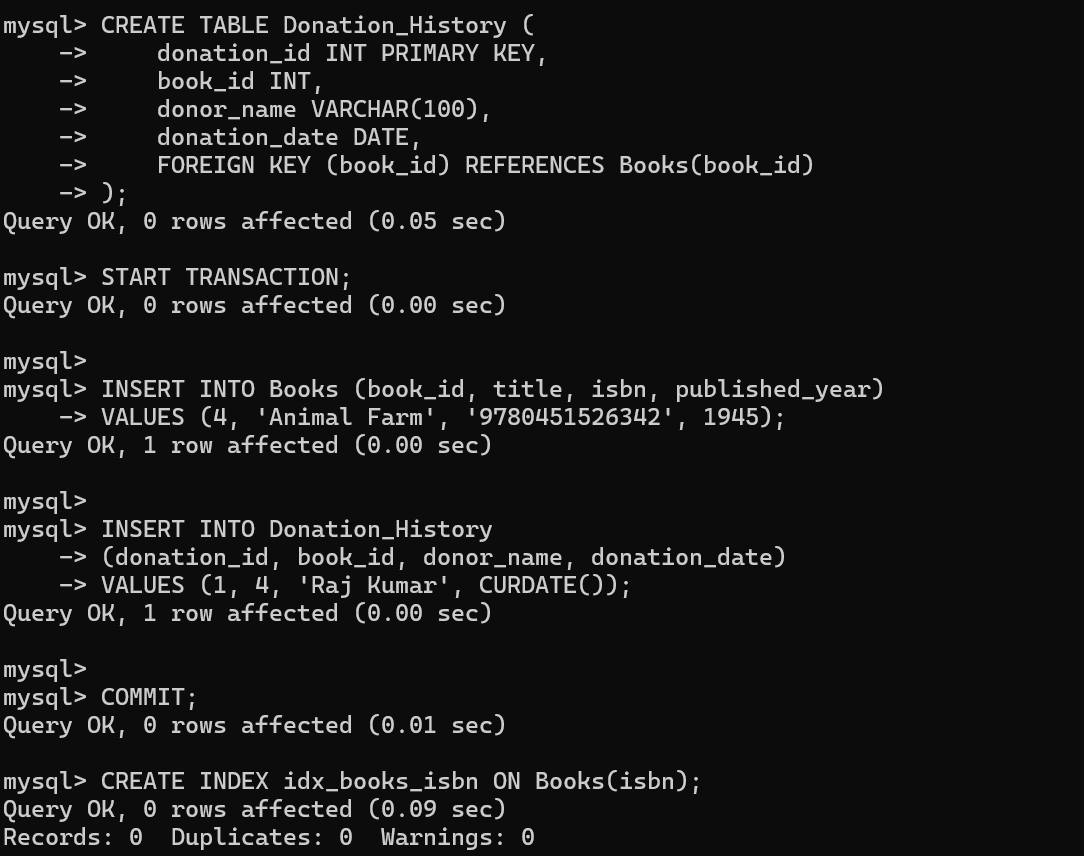 mysql> CREATE TABLE Donation_History (
    ->     donation_id INT PRIMARY KEY,
    ->     book_id INT,
    ->     donor_name VARCHAR(100),
    ->     donation_date DATE,
    ->     FOREIGN KEY (book_id) REFERENCES Books(book_id)
    -> );
Query OK, 0 rows affected (0.05 sec)

mysql> START TRANSACTION;
Query OK, 0 rows affected (0.00 sec)

mysql>
mysql> INSERT INTO Books (book_id, title, isbn, published_year)
    -> VALUES (4, 'Animal Farm', '9780451526342', 1945);
Query OK, 1 row affected (0.00 sec)

mysql>
mysql> INSERT INTO Donation_History
    -> (donation_id, book_id, donor_name, donation_date)
    -> VALUES (1, 4, 'Raj Kumar', CURDATE());
Query OK, 1 row affected (0.00 sec)

mysql>
mysql> COMMIT;
Query OK, 0 rows affected (0.01 sec)

mysql> CREATE INDEX idx_books_isbn ON Books(isbn);
Query OK, 0 rows affected (0.09 sec)
Records: 0  Duplicates: 0  Warnings: 0